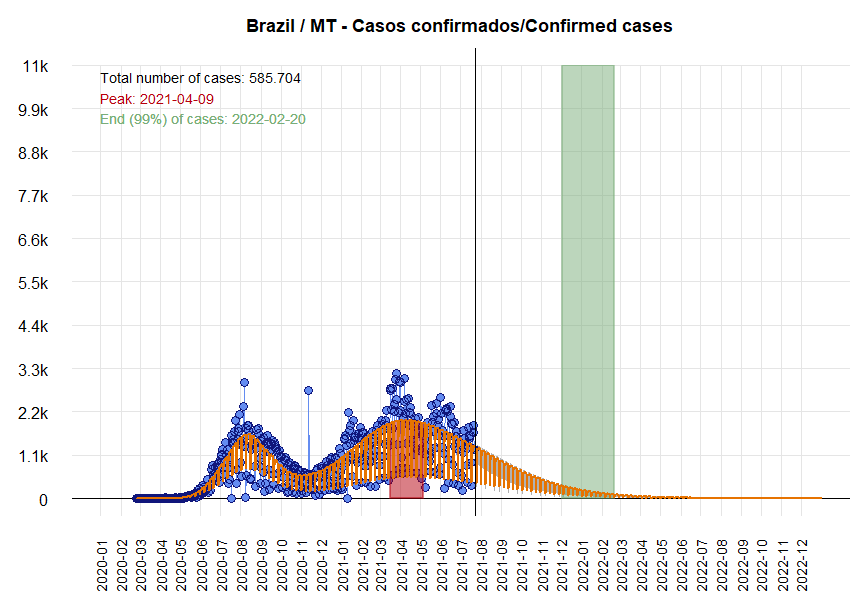 Brazil / MT - Casos confirmados/Confirmed cases
Total number of cases: 585.704
Peak: 2021-04-09
End (99%) of cases: 2022-02-20
11k
9.9k
8.8k
7.7k
6.6k
5.5k
4.4k
3.3k
2.2k
1.1k
0
2020-01
2020-02
2020-03
2020-04
2020-05
2020-06
2020-07
2020-08
2020-09
2020-10
2020-11
2020-12
2021-01
2021-02
2021-03
2021-04
2021-05
2021-06
2021-07
2021-08
2021-09
2021-10
2021-11
2021-12
2022-01
2022-02
2022-03
2022-04
2022-05
2022-06
2022-07
2022-08
2022-09
2022-10
2022-11
2022-12